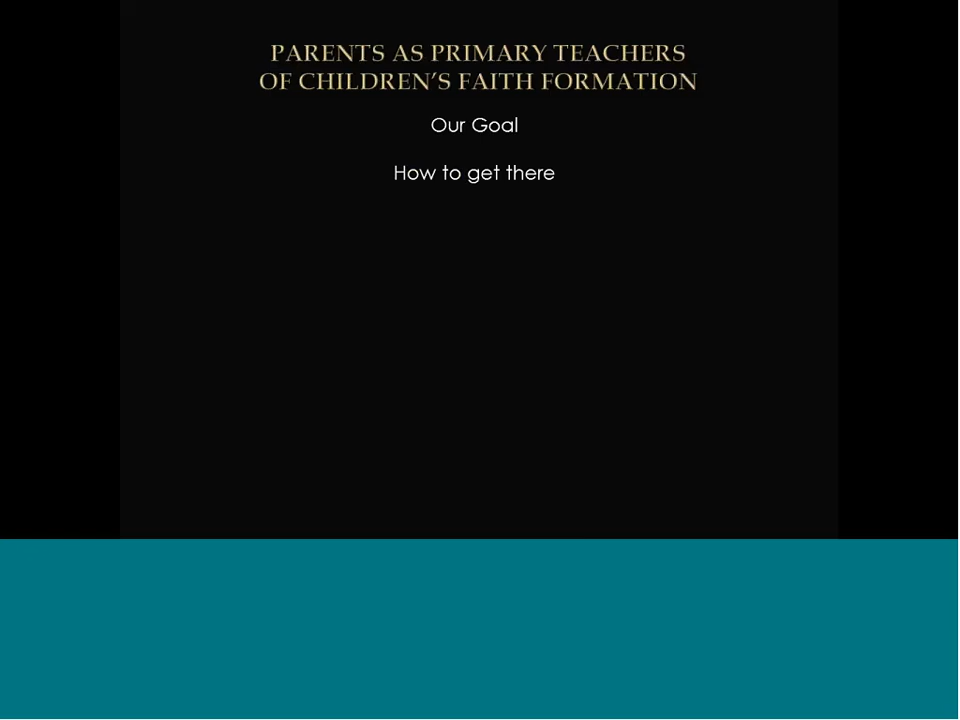 PARENTS AS PRIMARY TEACHERS
OF CHILDREN’S FAITH FORMATION
Our Goal
How to get there